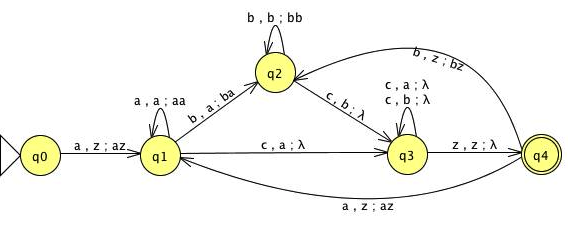 b , b ; bb
q2
b , z ; bz
a , a ; aa
b , a ; ba
c , b ; λ
c , a ; λ
c , b ; λ
q0
a , z ; az
q1
c , a ; λ
q3
z , z ; λ
q4
a , z ; az